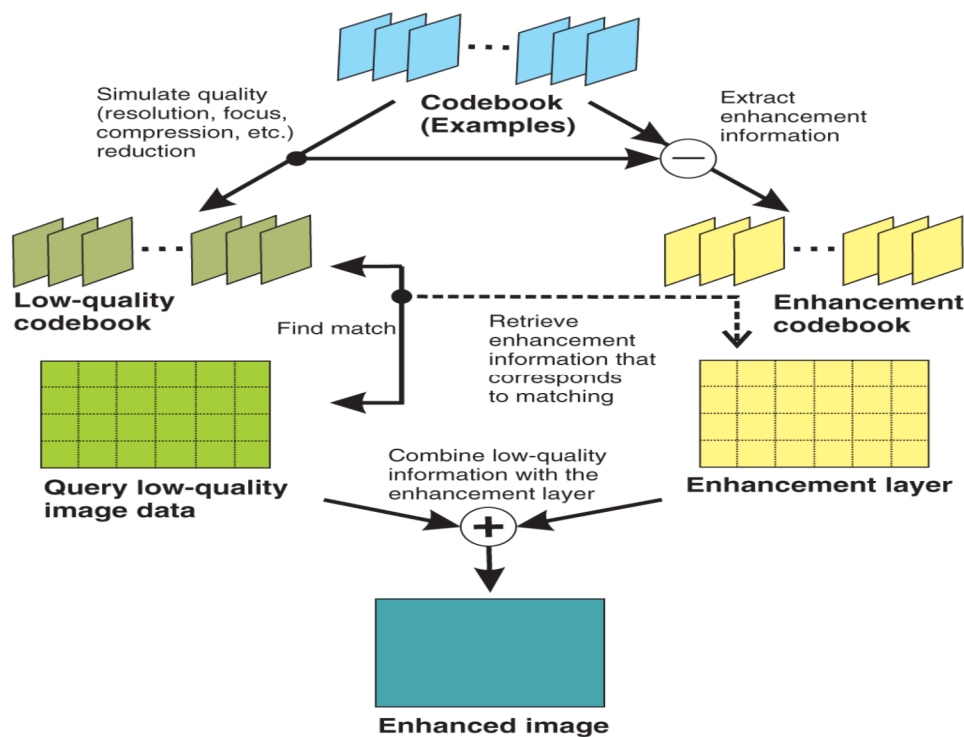 Codebook
(Examples)
Simulate quality
(resolution, focus,
compression, etc.)
reduction
Extract
enhancement
information
Low-quality
codebook
Enhancement
codebook
Find match
Retrieve
enhancement
information that
corresponds
to matching
Query low-quality
image data
Enhancement layer
Combine low-quality
information with the
enhancement layer
Enhanced image